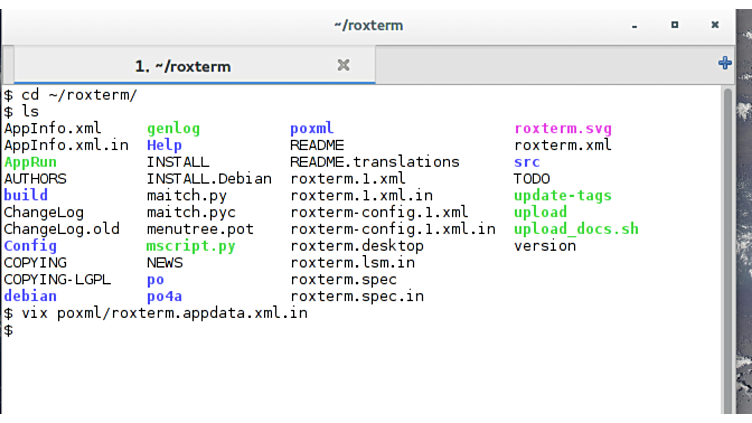 ~/roxterm
1. ~/roxterm
$ cd ~/roxterm/
$ ls
AppInfo.xml genlog poxml roxterm.svg
AppInfo.xml.in Help README roxterm.xml
AppRun INSTALL README.translations src
AUTHORS INSTALL.Debian roxterm.1.xml TODO
build maitch.py roxterm.1.xml.in update-tags
ChangeLog maitch.pyc roxterm-config.1.xml upload
ChangeLog.old menutree.pot roxterm-config.1.xml.in upload_docs.sh
Config mscript.py roxterm.desktop version
COPYING NEWS roxterm.lsm.in
COPYING-LGPL po roxterm.spec
debian po4a roxterm.spec.in
$ vix poxml/roxterm.appdata.xml.in
$